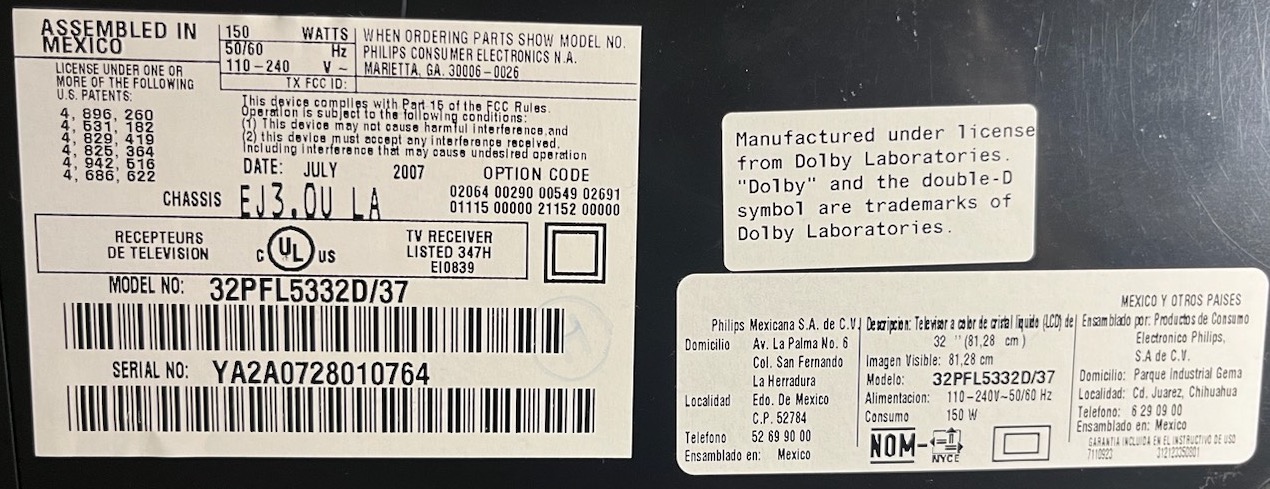 ASSEMBLED IN
MEXICO
LICENSE UNDER ONE OR
MORE OF THE FOLLOWING
U.S. PATENTS:
4, 896, 260
4, 531, 182
4, 829, 419
4, 825, 364
4, 942, 516
4, 686, 622
150 WATTS
50/60 Hz
110-240 V ~
WHEN ORDERING PARTS SHOW MODEL NO.
PHILIPS CONSUMER ELECTRONICS N.A.
MARIETTA, GA. 30006-0026
TX FCC ID:
This device complies with Part 15 of the FCC Rules.
Operation is subject to the following conditions:
(1) This device may not cause harmful interference,and
(2) this device must accept any interference received,
Including Interference that may cause undesired operation
DATE: JULY 2007
OPTION CODE
02064 00290 00549 02691
01115 00000 21152 00000
CHASSIS EJ3.0U LA
RECEPTEURS
DE TELEVISION
C UL US
TV RECEIVER
LISTED 347H
EI0839
MODEL NO: 32PFL5332D/37
SERIAL NO: YA2A0728010764
Manufactured under license
from Dolby Laboratories.
"Dolby" and the double-D
symbol are trademarks of
Dolby Laboratories.
Philips Mexicana S.A. de C.V.
Domicilio Av. La Palma No. 6
Col. San Fernando
La Herradura
Localidad Edo. De Mexico
C.P. 52784
Telefono 52 69 90 00
Ensamblado en: Mexico
Descripcion: Televisor a color de cristal liquido (LCD) de
32 " (81,28 cm)
Imagen Visible: 81,28 cm
Modelo: 32PFL5332D/37
Alimentacion: 110-240V~50/60 Hz
Consumo 150 W
NOM-
NYCE
MEXICO Y OTROS PAISES
Ensamblado por: Productos de Consumo
Electronico Philips,
S.A de C.V.
Domicilio: Parque Industrial Gema
Localidad: Cd. Juarez, Chihuahua
Telefono: 6 29 09 00
Ensamblado en: Mexico
GARANTIA INCLUIDA EN EL INSTRUCTIVO DE USO
7110923